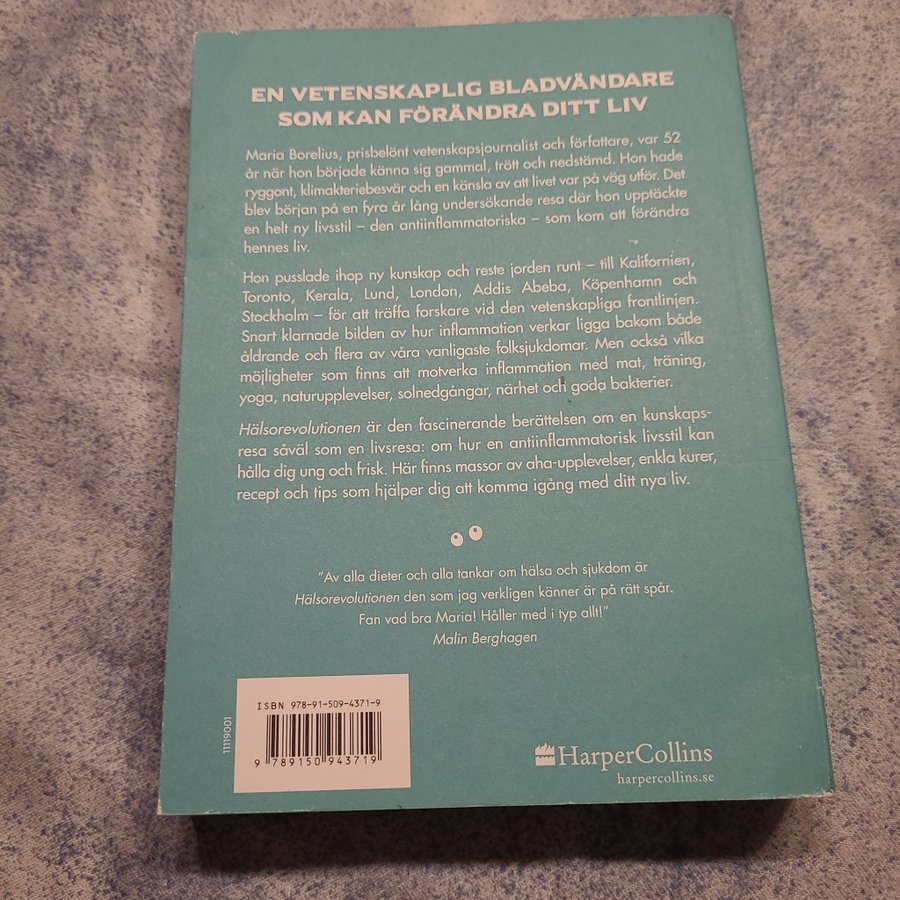 EN VETENSKAPLIG BLADVÄNDARE
SOM KAN FÖRÄNDRA DITT LIV
Maria Borelius, prisbelönt vetenskapsjournalist och författare, var 52
år när hon började känna sig gammal, trött och nedstämd. Hon hade
ryggont, klimakteriebesvär och en känsla av att livet var på väg utför. Det
blev början på en fyra år lång undersökande resa där hon upptäckte
en helt ny livsstil – den antiinflammatoriska – som kom att förändra
hennes liv.
Hon pusslade ihop ny kunskap och reste jorden runt – till Kalifornien,
Toronto, Kerala, Lund, London, Addis Abeba, Köpenhamn och
Stockholm – för att träffa forskare vid den vetenskapliga frontlinjen.
Snart klarnade bilden av hur inflammation verkar ligga bakom både
åldrande och flera av våra vanligaste folksjukdomar. Men också vilka
möjligheter som finns att motverka inflammation med mat, träning,
yoga, naturupplevelser, solnedgångar, närhet och goda bakterier.
Hälsorevolutionen är den fascinerande berättelsen om en kunskaps-
resa såväl som en livsresa: om hur en antiinflammatorisk livsstil kan
hålla dig ung och frisk. Här finns massor av aha-upplevelser, enkla kurer,
recept och tips som hjälper dig att komma igång med ditt nya liv.
"Av alla dieter och alla tankar om hälsa och sjukdom är
Hälsorevolutionen den som jag verkligen känner är på rätt spår.
Fan vad bra Maria! Håller med i typ allt!"
Malin Berghagen
ISBN 978-91-509-4371-9
9 789150 943719
11119001
HarperCollins
harpercollins.se